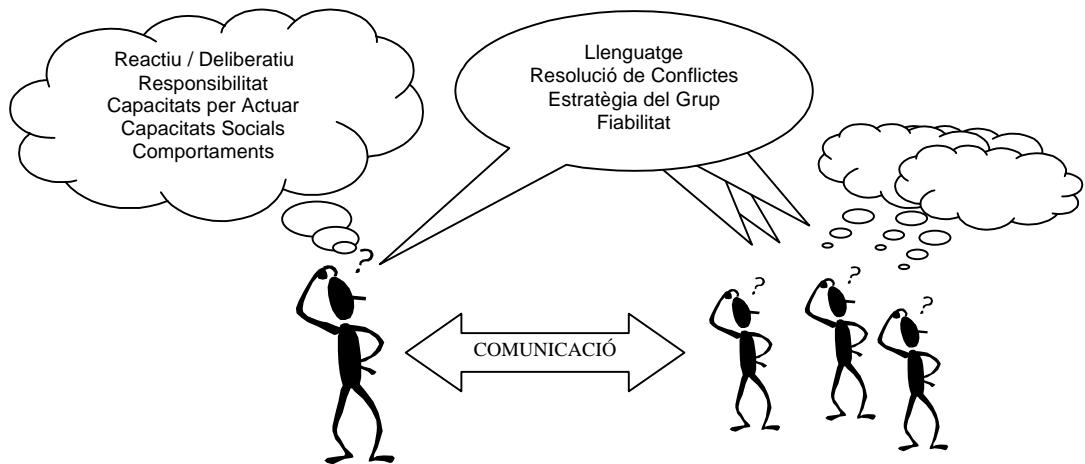 Reactiu / Deliberatiu
Responsibilitat
Capacitats per Actuar
Capacitats Socials
Comportaments
Llenguatge
Resolució de Conflictes
Estratègia del Grup
Fiabilitat
?
?
?
?
COMUNICACIÓ